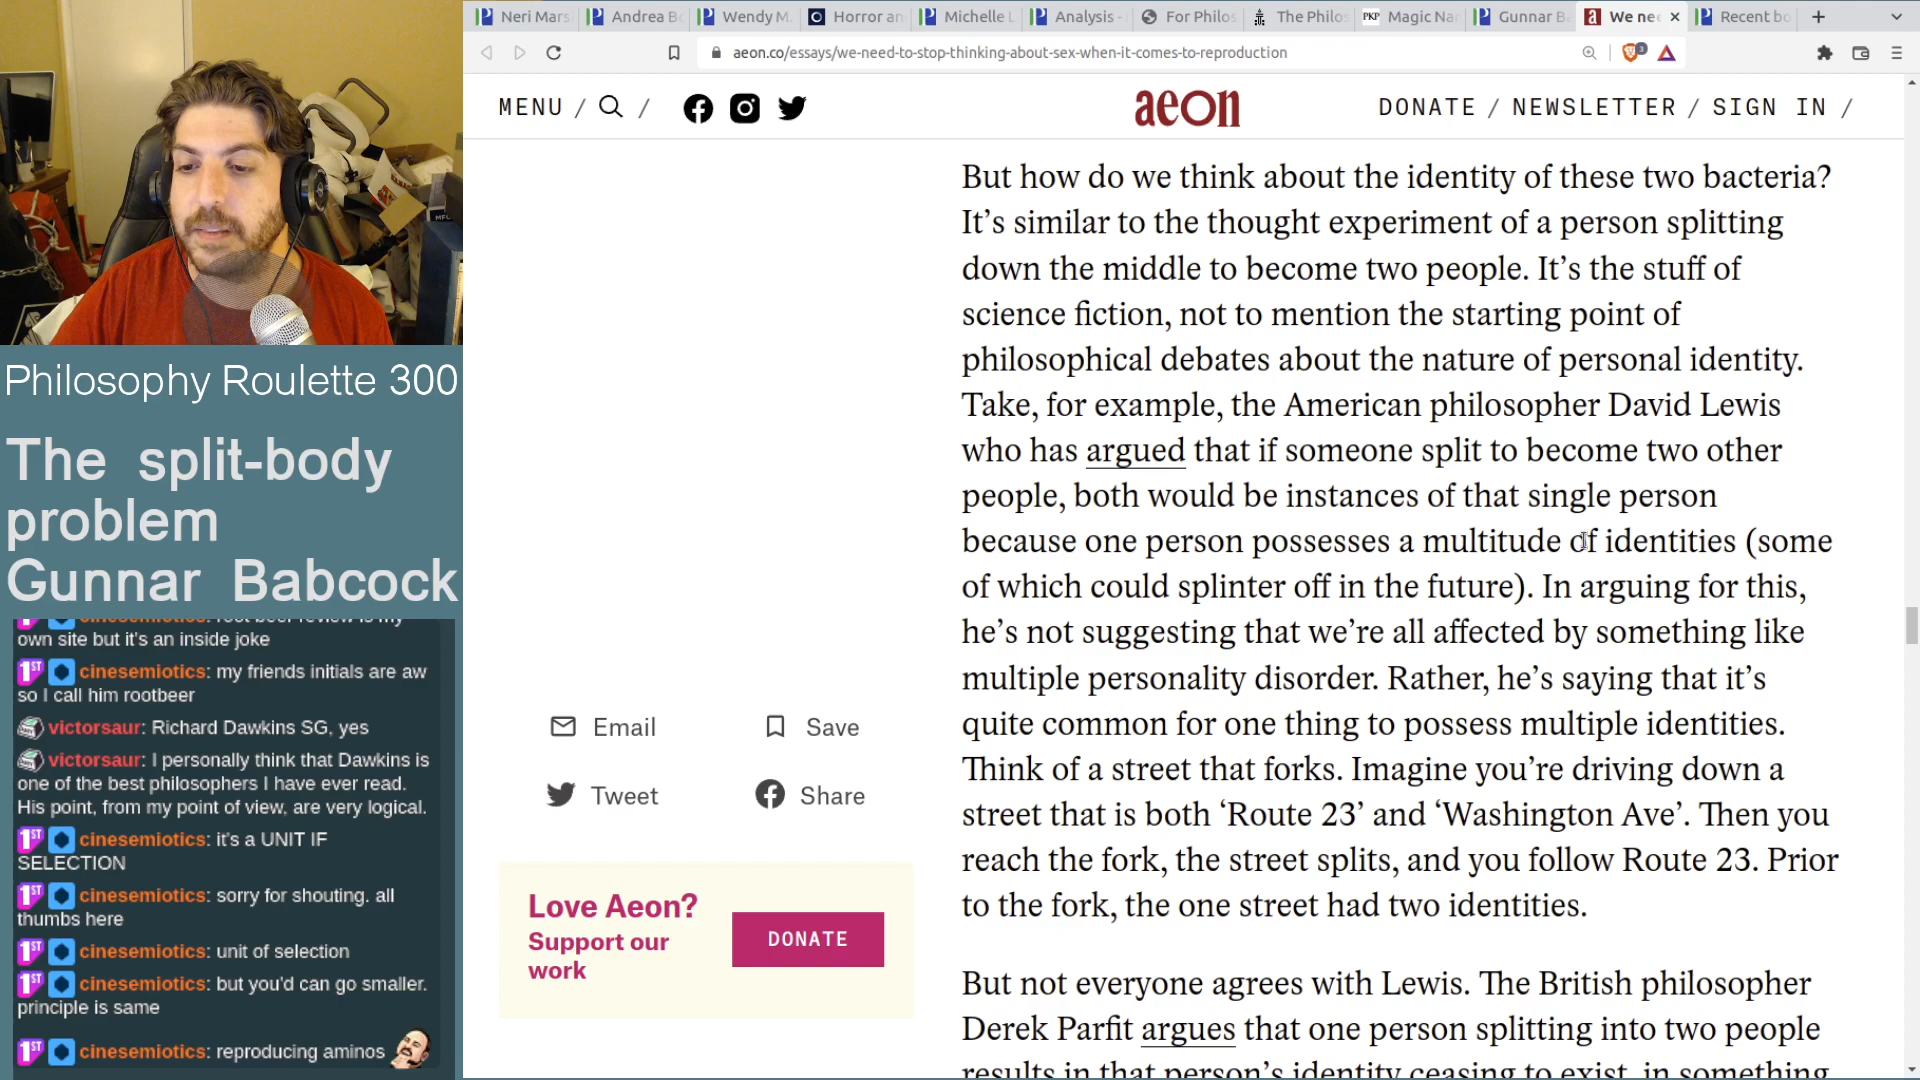 Neri Mars
Andrea Bo
Wendy M.
Horror an
Michelle L
Analysis -
For Philos
The Philos
PKP Magic Nar
Gunnar Ba
a We nee
Recent bo
aeon.co/essays/we-need-to-stop-thinking-about-sex-when-it-comes-to-reproduction
MENU / /
aeon
DONATE / NEWSLETTER / SIGN IN /
But how do we think about the identity of these two bacteria?
It’s similar to the thought experiment of a person splitting
down the middle to become two people. It’s the stuff of
science fiction, not to mention the starting point of
philosophical debates about the nature of personal identity.
Take, for example, the American philosopher David Lewis
who has argued that if someone split to become two other
people, both would be instances of that single person
because one person possesses a multitude of identities (some
of which could splinter off in the future). In arguing for this,
he’s not suggesting that we’re all affected by something like
multiple personality disorder. Rather, he’s saying that it’s
quite common for one thing to possess multiple identities.
Think of a street that forks. Imagine you’re driving down a
street that is both ‘Route 23’ and ‘Washington Ave’. Then you
reach the fork, the street splits, and you follow Route 23. Prior
to the fork, the one street had two identities.
But not everyone agrees with Lewis. The British philosopher
Derek Parfit argues that one person splitting into two people
results in that person’s identity ceasing to exist, in something
Email
Save
Tweet
Share
Love Aeon?
Support our
work
DONATE
Philosophy Roulette 300
The split-body
problem
Gunnar Babcock
cinesemiotics: root beer review is my
own site but it's an inside joke
cinesemiotics: my friends initials are aw
so I call him rootbeer
victorsaur: Richard Dawkins SG, yes
victorsaur: I personally think that Dawkins is
one of the best philosophers I have ever read.
His point, from my point of view, are very logical.
cinesemiotics: it's a UNIT IF
SELECTION
cinesemiotics: sorry for shouting. all
thumbs here
cinesemiotics: unit of selection
cinesemiotics: but you'd can go smaller.
principle is same
cinesemiotics: reproducing aminos